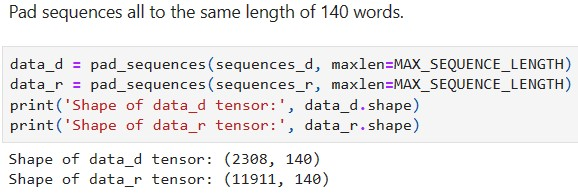 Pad sequences all to the same length of 140 words.
data_d = pad_sequences(sequences_d, maxlen=MAX_SEQUENCE_LENGTH)
data_r = pad_sequences(sequences_r, maxlen=MAX_SEQUENCE_LENGTH)
print('Shape of data_d tensor:', data_d.shape)
print('Shape of data_r tensor:', data_r.shape)
Shape of data_d tensor: (2308, 140)
Shape of data_r tensor: (11911, 140)